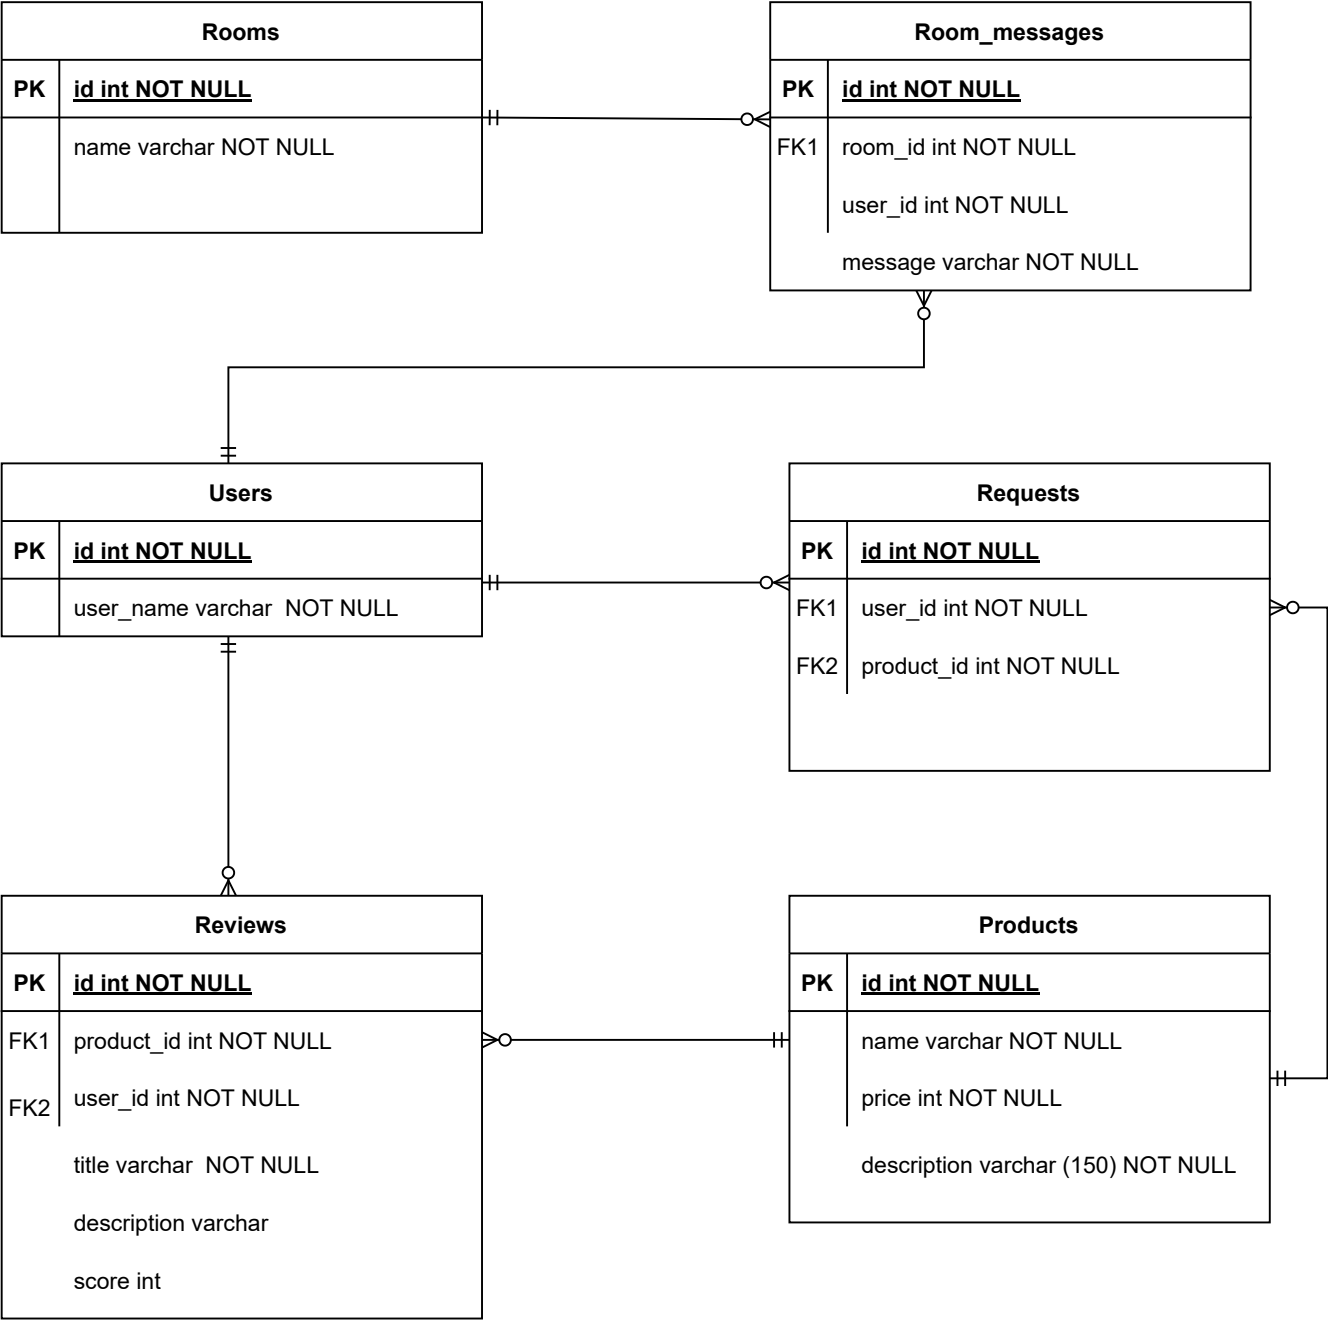 Rooms
PK id int NOT NULL
name varchar NOT NULL
Room_messages
PK id int NOT NULL
FK1 room_id int NOT NULL
user_id int NOT NULL
message varchar NOT NULL
Users
PK id int NOT NULL
user_name varchar  NOT NULL
Requests
PK id int NOT NULL
FK1 user_id int NOT NULL
FK2 product_id int NOT NULL
Reviews
PK id int NOT NULL
FK1 product_id int NOT NULL
FK2 user_id int NOT NULL
title varchar  NOT NULL
description varchar
score int
Products
PK id int NOT NULL
name varchar NOT NULL
price int NOT NULL
description varchar (150) NOT NULL